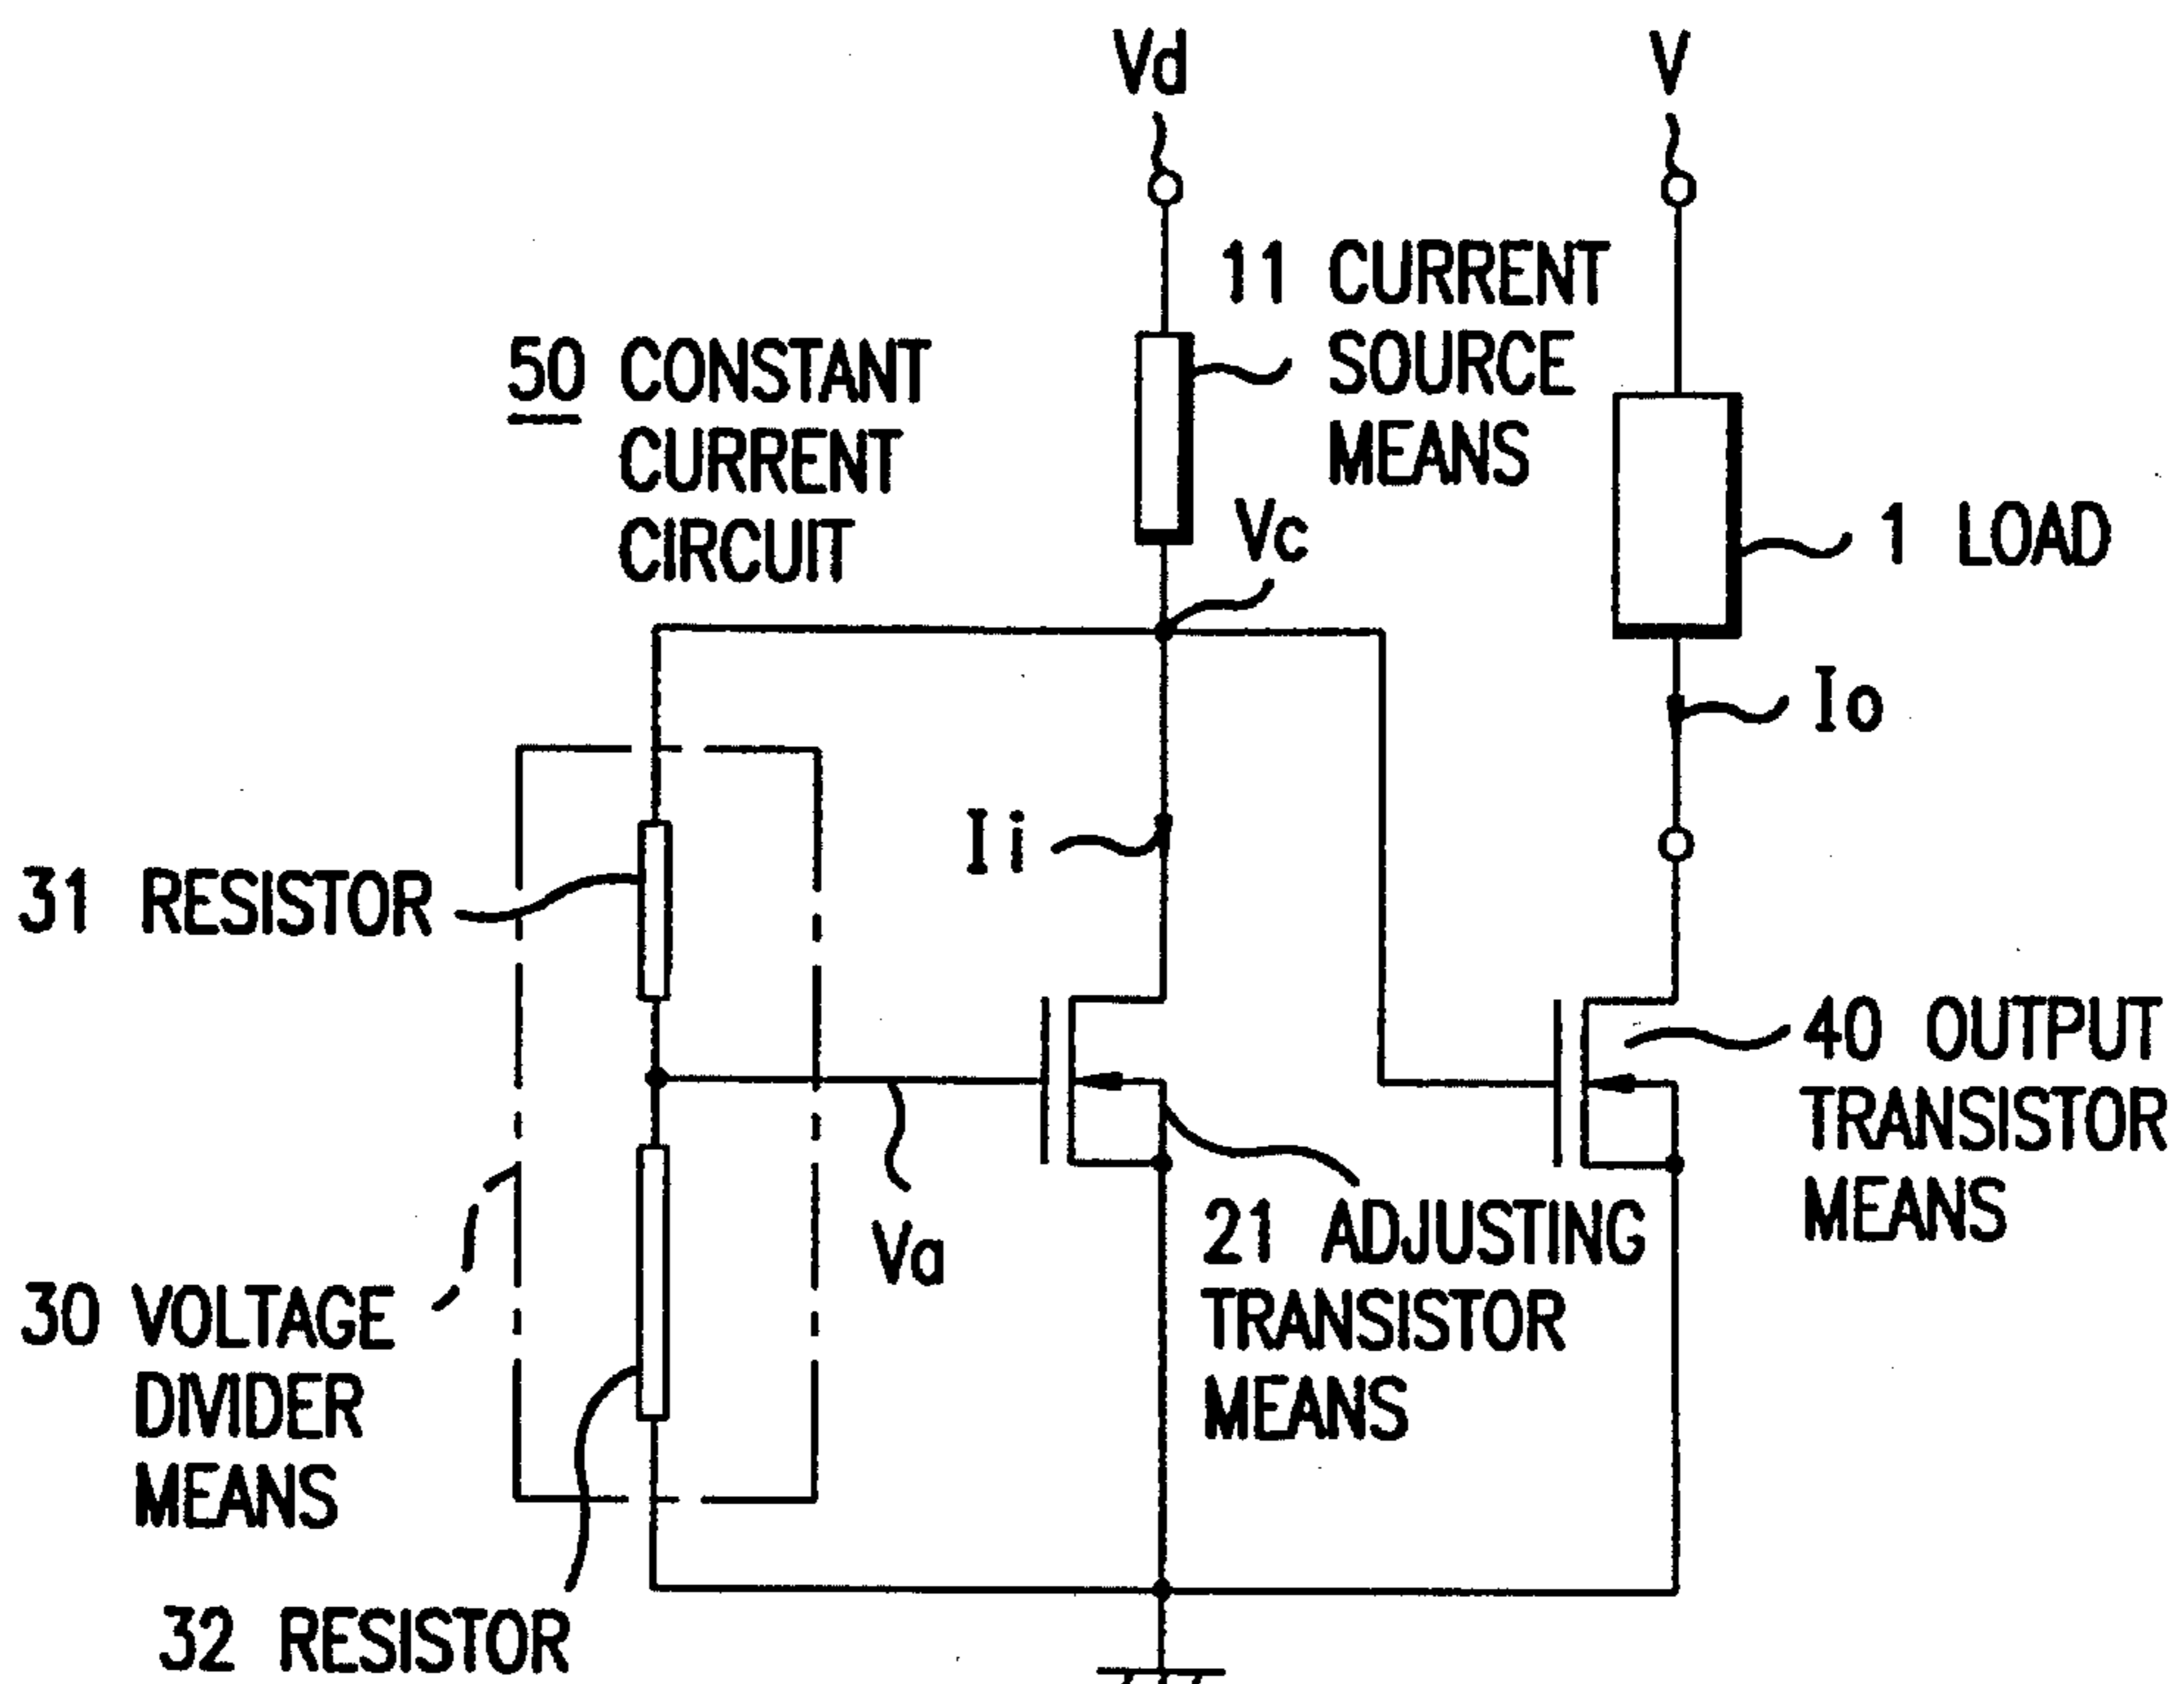 Vd
V
11 CURRENT
SOURCE
MEANS
50 CONSTANT
CURRENT
CIRCUIT
Vc
1 LOAD
Io
Ii
31 RESISTOR
40 OUTPUT
TRANSISTOR
MEANS
Va
21 ADJUSTING
TRANSISTOR
MEANS
30 VOLTAGE
DIVIDER
MEANS
32 RESISTOR